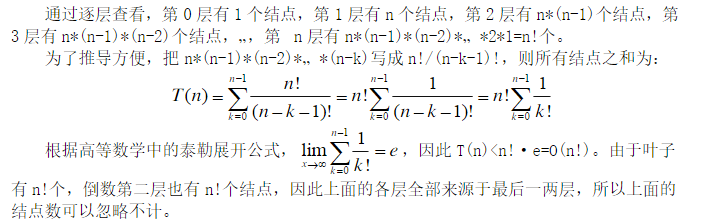 通过逐层查看，第 0 层有 1 个结点，第 1 层有 n 个结点，第 2 层有 n*(n-1)个结点，第
3 层有 n*(n-1)*(n-2)个结点，„„，第 n 层有 n*(n-1)*(n-2)*„„ *2*1=n!个。
为了推导方便，把 n*(n-1)*(n-2)*„„ *(n-k)写成 n!/(n-k-1)!，则所有结点之和为：
T(n) = \sum_{k=0}^{n-1} \frac{n!}{(n-k-1)!} = n! \sum_{k=0}^{n-1} \frac{1}{(n-k-1)!} = n! \sum_{k=0}^{n-1} \frac{1}{k!}
根据高等数学中的泰勒展开公式，\lim_{x \to \infty} \sum_{k=0}^{n-1} \frac{1}{k!} = e，因此 T(n)<n!·e=O(n!)。由于叶子
有 n!个，倒数第二层也有 n!个结点，因此上面的各层全部来源于最后一两层，所以上面的
结点数可以忽略不计。